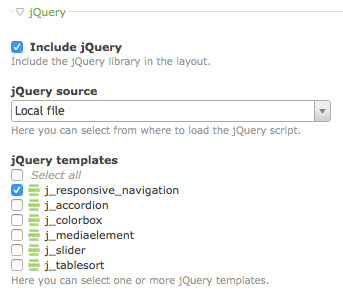 jQuery
Include jQuery
Include the jQuery library in the layout.
jQuery source
Local file
Here you can select from where to load the jQuery script.
jQuery templates
Select all
j_responsive_navigation
j_accordion
j_colorbox
j_mediaelement
j_slider
j_tablesort
Here you can select one or more jQuery templates.